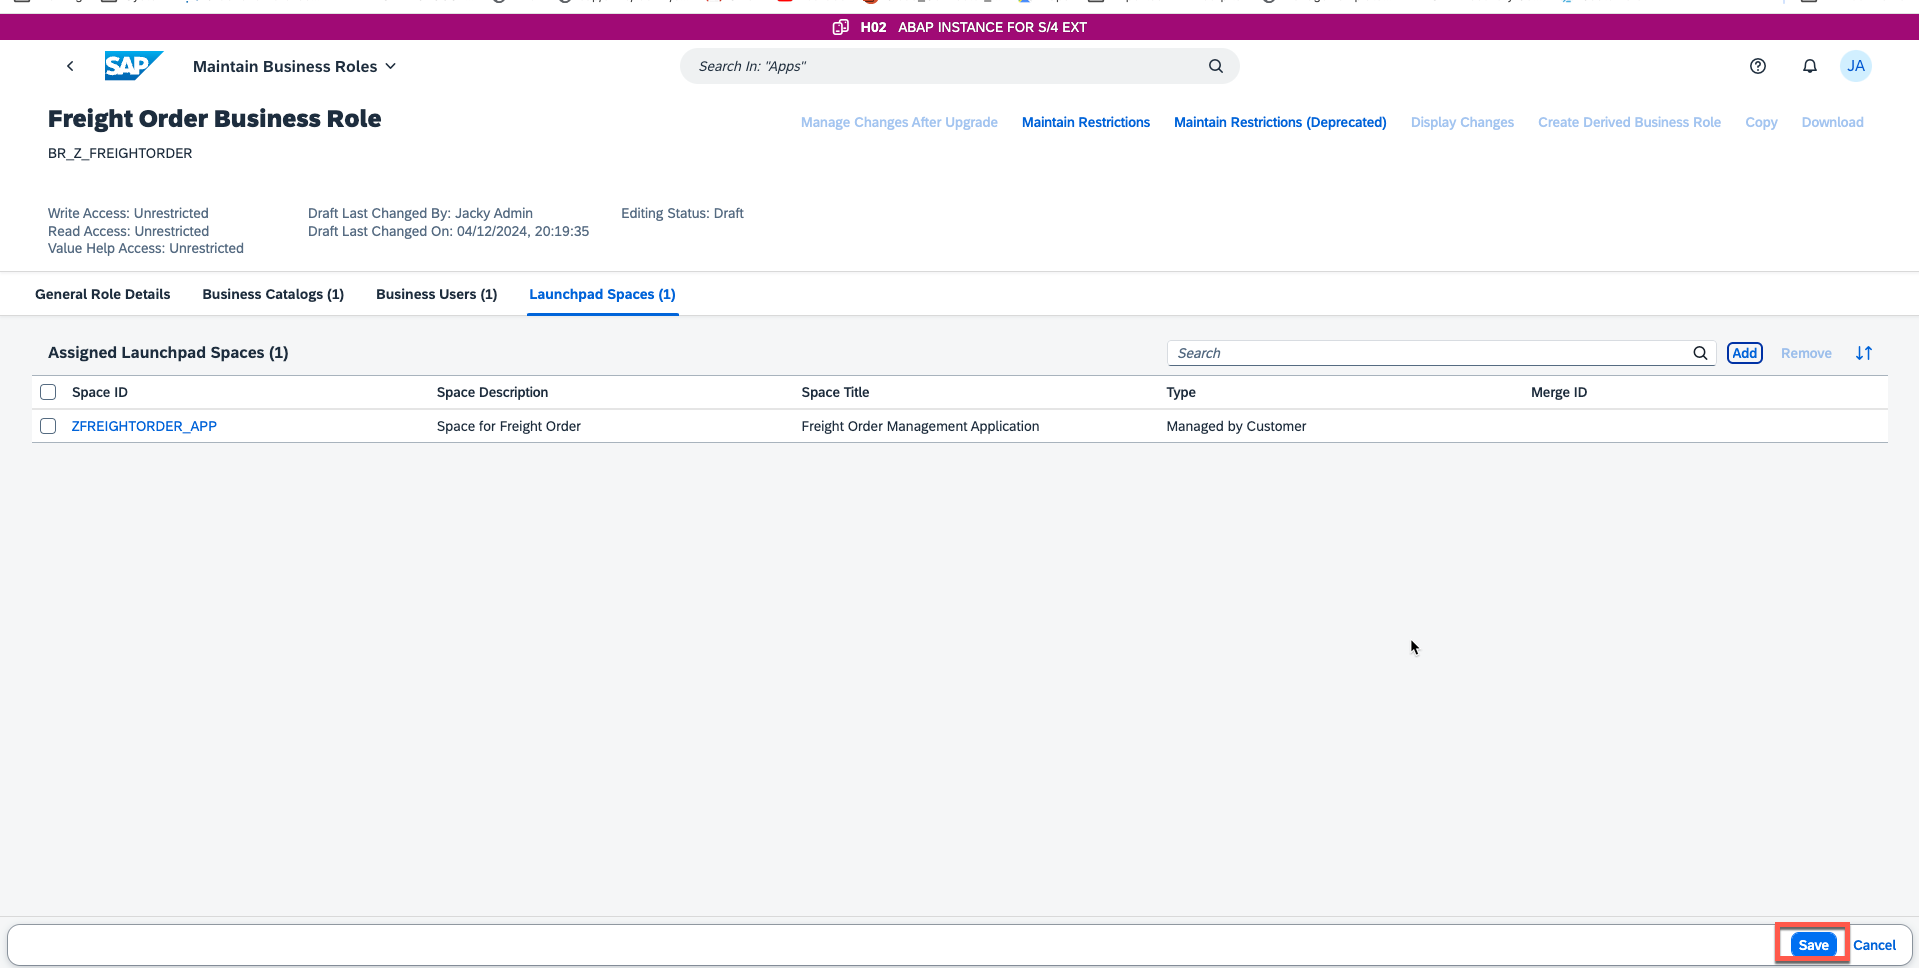 H02 ABAP INSTANCE FOR S/4 EXT
SAP Maintain Business Roles Search In: "Apps" JA
Freight Order Business Role
Manage Changes After Upgrade Maintain Restrictions Maintain Restrictions (Deprecated) Display Changes Create Derived Business Role Copy Download
BR_Z_FREIGHTORDER
Write Access: Unrestricted Draft Last Changed By: Jacky Admin Editing Status: Draft
Read Access: Unrestricted Draft Last Changed On: 04/12/2024, 20:19:35
Value Help Access: Unrestricted
General Role Details Business Catalogs (1) Business Users (1) Launchpad Spaces (1)
Assigned Launchpad Spaces (1) Search Add Remove
Space ID Space Description Space Title Type Merge ID
ZFREIGHTORDER_APP Space for Freight Order Freight Order Management Application Managed by Customer
Save Cancel